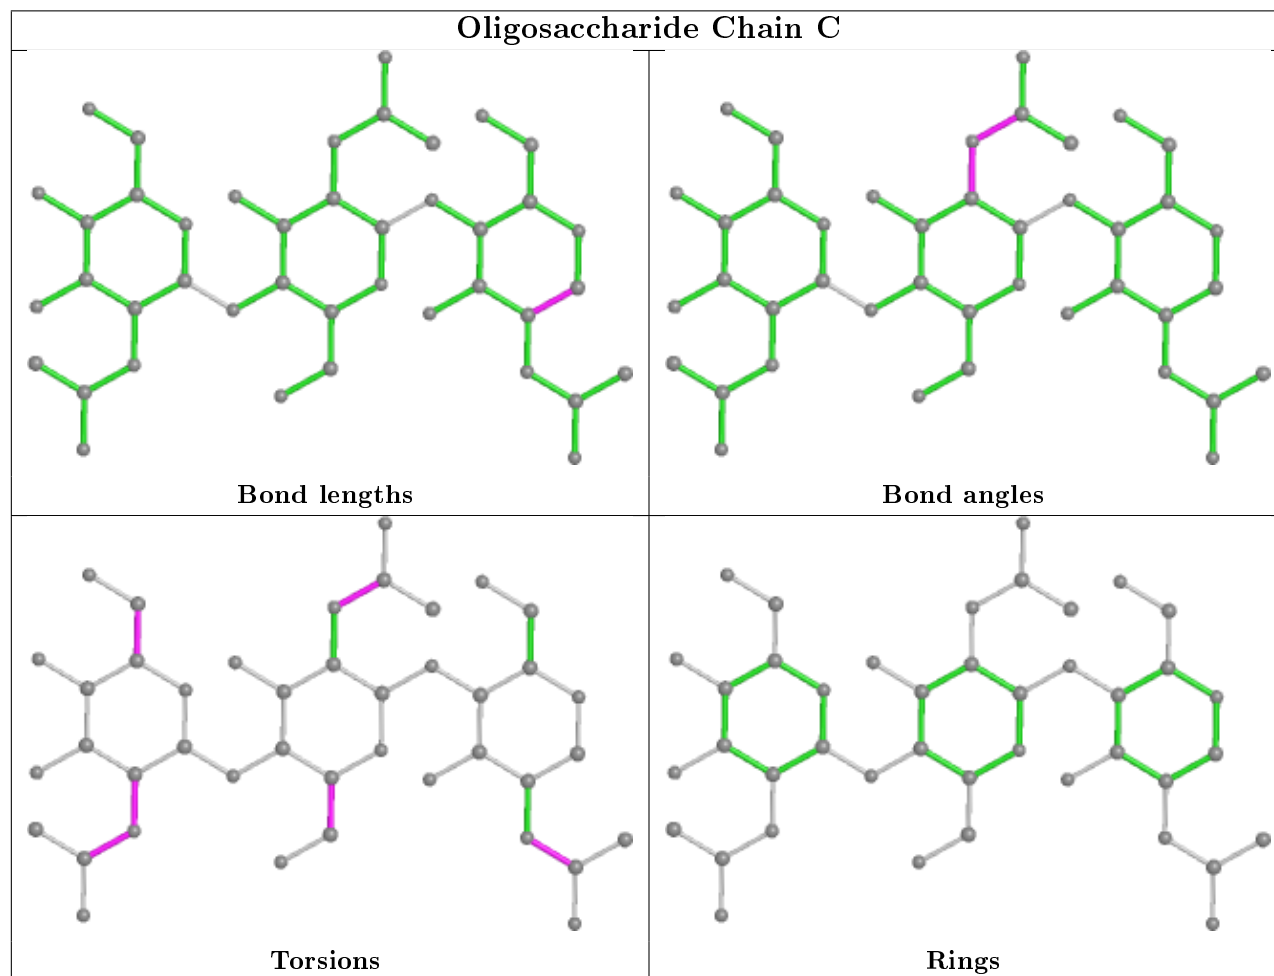 Oligosaccharide Chain C
Bond lengths
Bond angles
Torsions
Rings